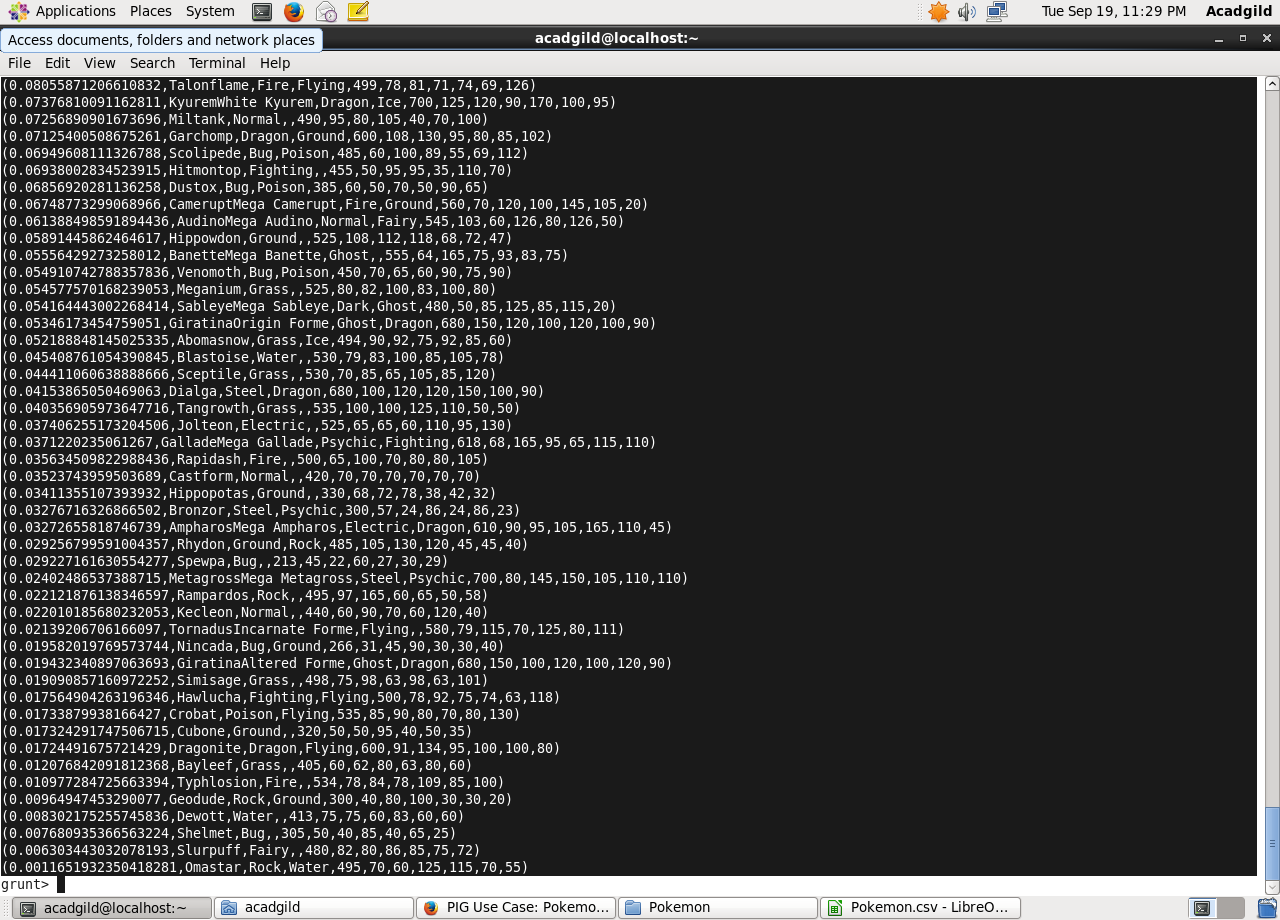 Applications Places System Tue Sep 19, 11:29 PM Acadgild
Access documents, folders and network places acadgild@localhost:~
File Edit View Search Terminal Help
(0.08055871206610832,Talonflame,Fire,Flying,499,78,81,71,74,69,126)
(0.07376810091162811,KyuremWhite Kyurem,Dragon,Ice,700,125,120,90,170,100,95)
(0.07256890901673696,Miltank,Normal,,490,95,80,105,40,70,100)
(0.07125400508675261,Garchomp,Dragon,Ground,600,108,130,95,80,85,102)
(0.06949608111326788,Scolipede,Bug,Poison,485,60,100,89,55,69,112)
(0.06938002834523915,Hitmontop,Fighting,,455,50,95,95,35,110,70)
(0.06856920281136258,Dustox,Bug,Poison,385,60,50,70,50,90,65)
(0.06748773299068966,CameruptMega Camerupt,Fire,Ground,560,70,120,100,145,105,20)
(0.061388498591894436,AudinoMega Audino,Normal,Fairy,545,103,60,126,80,126,50)
(0.05891445862464617,Hippowdon,Ground,,525,108,112,118,68,72,47)
(0.05556429273258012,BanetteMega Banette,Ghost,,555,64,165,75,93,83,75)
(0.054910742788357836,Venomoth,Bug,Poison,450,70,65,60,90,75,90)
(0.054577570168239053,Meganium,Grass,,525,80,82,100,83,100,80)
(0.054164443002268414,SableyeMega Sableye,Dark,Ghost,480,50,85,125,85,115,20)
(0.05346173454759051,GiratinaOrigin Forme,Ghost,Dragon,680,150,120,100,120,100,90)
(0.052188848145025335,Abomasnow,Grass,Ice,494,90,92,75,92,85,60)
(0.045408761054390845,Blastoise,Water,,530,79,83,100,85,105,78)
(0.044411060638888666,Sceptile,Grass,,530,70,85,65,105,85,120)
(0.04153865050469063,Dialga,Steel,Dragon,680,100,120,120,150,100,90)
(0.040356905973647716,Tangrowth,Grass,,535,100,100,125,110,50,50)
(0.037406255173204506,Jolteon,Electric,,525,65,65,60,110,95,130)
(0.0371220235061267,GalladeMega Gallade,Psychic,Fighting,618,68,165,95,65,115,110)
(0.035634509822988436,Rapidash,Fire,,500,65,100,70,80,80,105)
(0.03523743959503689,Castform,Normal,,420,70,70,70,70,70,70)
(0.03411355107393932,Hippopotas,Ground,,330,68,72,78,38,42,32)
(0.03276716326866502,Bronzor,Steel,Psychic,300,57,24,86,24,86,23)
(0.03272655818746739,AmpharosMega Ampharos,Electric,Dragon,610,90,95,105,165,110,45)
(0.029256799591004357,Rhydon,Ground,Rock,485,105,130,120,45,45,40)
(0.029227161630554277,Spewpa,Bug,,213,45,22,60,27,30,29)
(0.02402486537388715,MetagrossMega Metagross,Steel,Psychic,700,80,145,150,105,110,110)
(0.022121876138346597,Rampardos,Rock,,495,97,165,60,65,50,58)
(0.022010185680232053,Kecleon,Normal,,440,60,90,70,60,120,40)
(0.02139206706166097,TornadusIncarnate Forme,Flying,,580,79,115,70,125,80,111)
(0.019582019769573744,Nincada,Bug,Ground,266,31,45,90,30,30,40)
(0.019432340897063693,GiratinaAltered Forme,Ghost,Dragon,680,150,100,120,100,120,90)
(0.019090857160972252,Simisage,Grass,,498,75,98,63,98,63,101)
(0.017564904263196346,Hawlucha,Fighting,Flying,500,78,92,75,74,63,118)
(0.01733879938166427,Crobat,Poison,Flying,535,85,90,80,70,80,130)
(0.017324291747506715,Cubone,Ground,,320,50,50,95,40,50,35)
(0.01724491675721429,Dragonite,Dragon,Flying,600,91,134,95,100,100,80)
(0.012076842091812368,Bayleef,Grass,,405,60,62,80,63,80,60)
(0.010977284725663394,Typhlosion,Fire,,534,78,84,78,109,85,100)
(0.00964947453290077,Geodude,Rock,Ground,300,40,80,100,30,30,20)
(0.008302175255745836,Dewott,Water,,413,75,75,60,83,60,60)
(0.007680935366563224,Shelmet,Bug,,305,50,40,85,40,65,25)
(0.006303443032078193,Slurpuff,Fairy,,480,82,80,86,85,75,72)
(0.0011651932350418281,Omastar,Rock,Water,495,70,60,125,115,70,55)
grunt>
acadgild@localhost:~ acadgild PIG Use Case: Pokemo... Pokemon Pokemon.csv - LibreO...